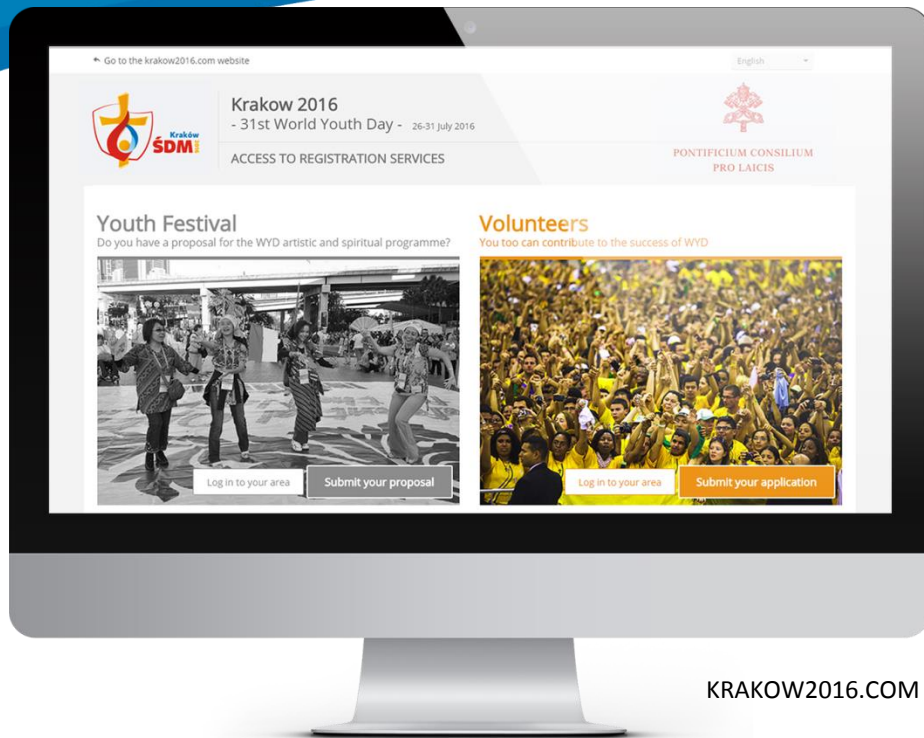 Go to the krakow2016.com website
English
Kraków
ŚDM
Krakow 2016
- 31st World Youth Day - 26-31 July 2016
ACCESS TO REGISTRATION SERVICES
PONTIFICIUM CONSILIUM
PRO LAICIS
Youth Festival
Do you have a proposal for the WYD artistic and spiritual programme?
Log in to your area
Submit your proposal
Volunteers
You too can contribute to the success of WYD
Log in to your area
Submit your application
KRAKOW2016.COM